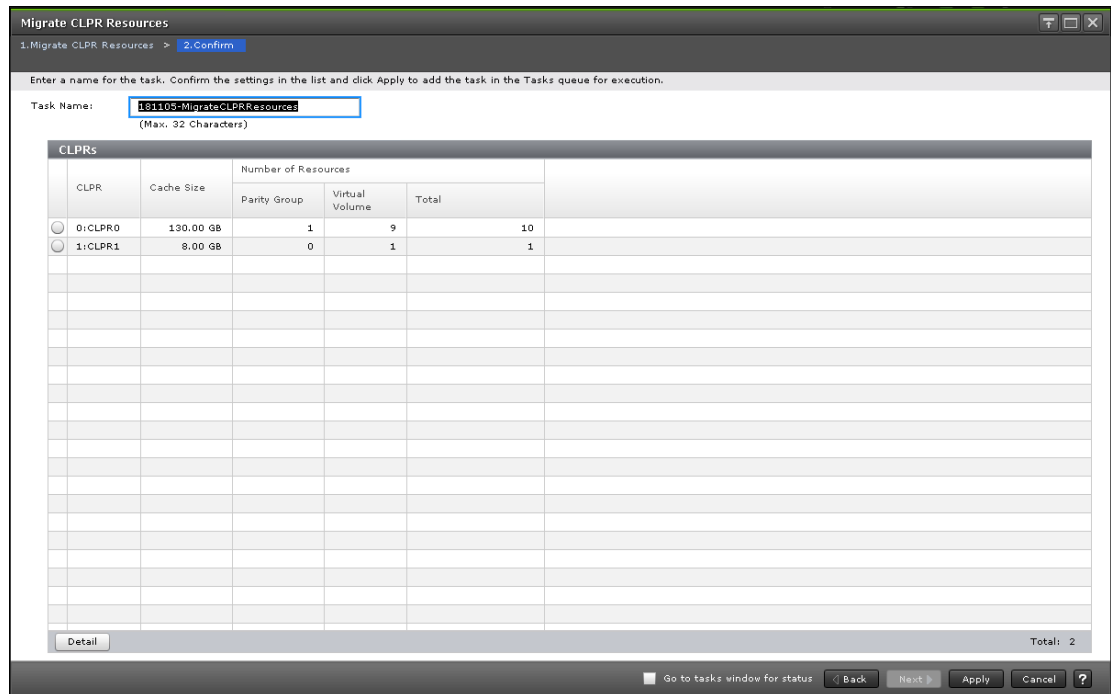 Migrate CLPR Resources
1.Migrate CLPR Resources > 2.Confirm
Enter a name for the task. Confirm the settings in the list and click Apply to add the task in the Tasks queue for execution.
Task Name: 181105-MigrateCLPRResources
(Max. 32 Characters)
CLPRs
CLPR Cache Size Number of Resources
Parity Group Virtual Volume Total
0:CLPR0 130.00 GB 1 9 10
1:CLPR1 8.00 GB 0 1 1
Detail Total: 2
Go to tasks window for status Back Next Apply Cancel ?